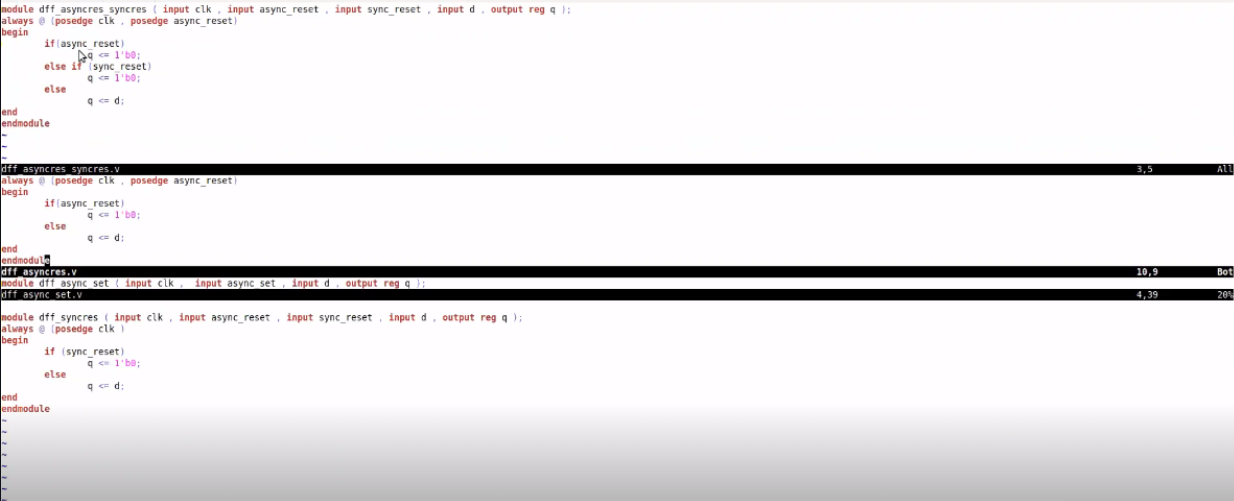 module dff_asyncres_syncres ( input clk , input async_reset , input sync_reset , input d , output reg q );
always @ (posedge clk , posedge async_reset)
begin
if(async_reset)
q <= 1'b0;
else if (sync_reset)
q <= 1'b0;
else
q <= d;
end
endmodule
~
~
~
dff_asyncres_syncres.v 3,5 All
always @ (posedge clk , posedge async_reset)
begin
if(async_reset)
q <= 1'b0;
else
q <= d;
end
endmodule
dff_asyncres.v 10,9 Bot
module dff_async_set ( input clk , input async_set , input d , output reg q );
dff_async_set.v 4,39 20%
module dff_syncres ( input clk , input async_reset , input sync_reset , input d , output reg q );
always @ (posedge clk )
begin
if (sync_reset)
q <= 1'b0;
else
q <= d;
end
endmodule
~
~
~
~
~
~
~
~